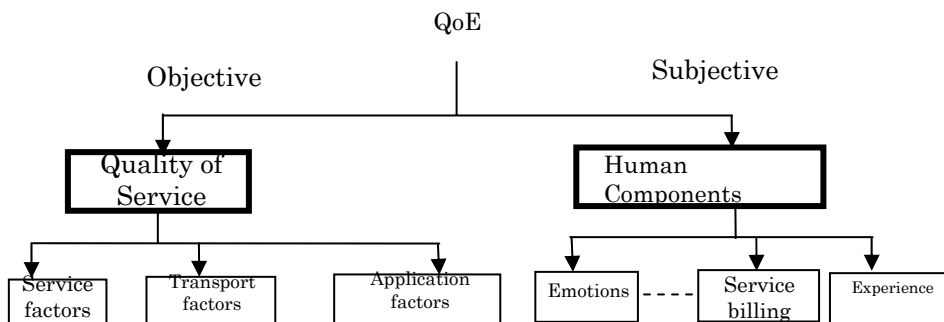 QoE
Objective
Subjective
Quality of
Service
Human
Components
Service
factors
Transport
factors
Application
factors
Emotions
Service
billing
Experience